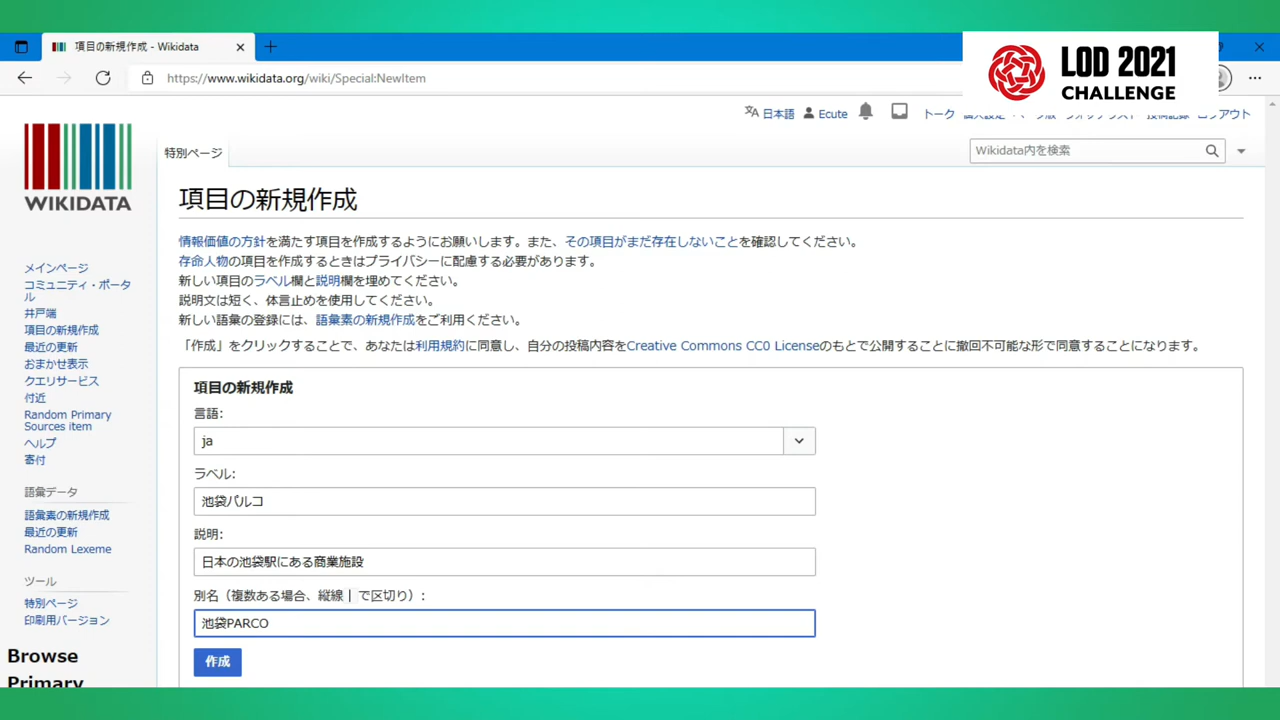 項目の新規作成 - Wikidata
https://www.wikidata.org/wiki/Special:NewItem
LOD 2021
CHALLENGE
日本語 Ecute トーク
WIKIDATA
特別ページ
Wikidata内を検索
項目の新規作成
情報価値の方針を満たす項目を作成するようにお願いします。また、その項目がまだ存在しないことを確認してください。
存命人物の項目を作成するときはプライバシーに配慮する必要があります。
新しい項目のラベル欄と説明欄を埋めてください。
説明文は短く、体言止めを使用してください。
新しい語彙の登録には、語彙素の新規作成をご利用ください。
「作成」をクリックすることで、あなたは利用規約に同意し、自分の投稿内容をCreative Commons CC0 Licenseのもとで公開することに撤回不可能な形で同意することになります。
メインページ
コミュニティ・ポータ
ル
井戸端
項目の新規作成
最近の更新
おまかせ表示
クエリサービス
付近
Random Primary
Sources item
ヘルプ
寄付
語彙データ
語彙素の新規作成
最近の更新
Random Lexeme
ツール
特別ページ
印刷用バージョン
Browse
Primary
項目の新規作成
言語:
ja
ラベル:
池袋パルコ
説明:
日本の池袋駅にある商業施設
別名（複数ある場合、縦線 | で区切り）:
池袋PARCO
作成